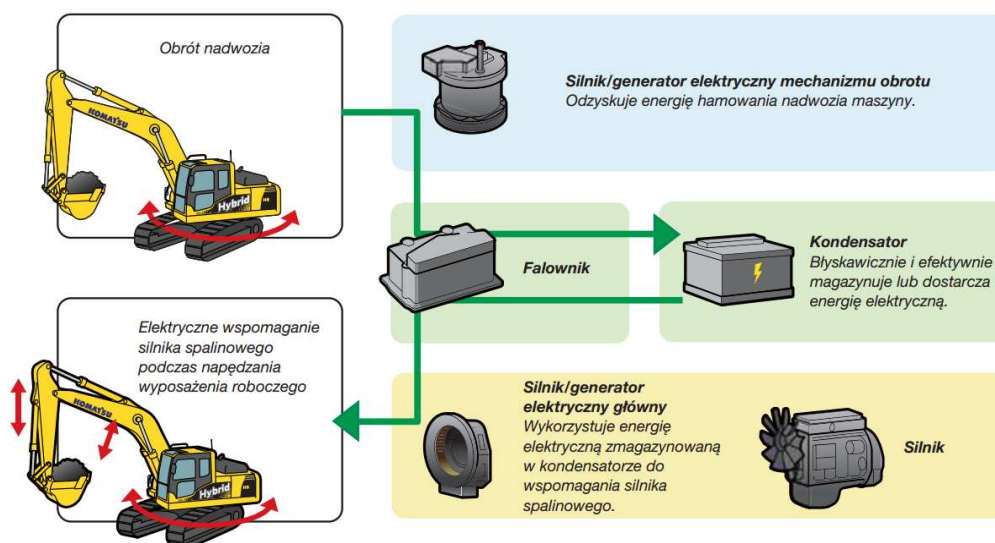 Obrót nadwozia
KOMATSU
Hybrid
Silnik/generator elektryczny mechanizmu obrotu
Odzyskuje energię hamowania nadwozia maszyny.
Falownik
Kondensator
Błyskawicznie i efektywnie
magazynuje lub dostarcza
energię elektryczną.
Elektryczne wspomaganie
silnika spalinowego
podczas napędzania
wyposażenia roboczego
KOMATSU
Hybrid
Silnik/generator
elektryczny główny
Wykorzystuje energię
elektryczną zmagazynowaną
w kondensatorze do
wspomagania silnika
spalinowego.
Silnik